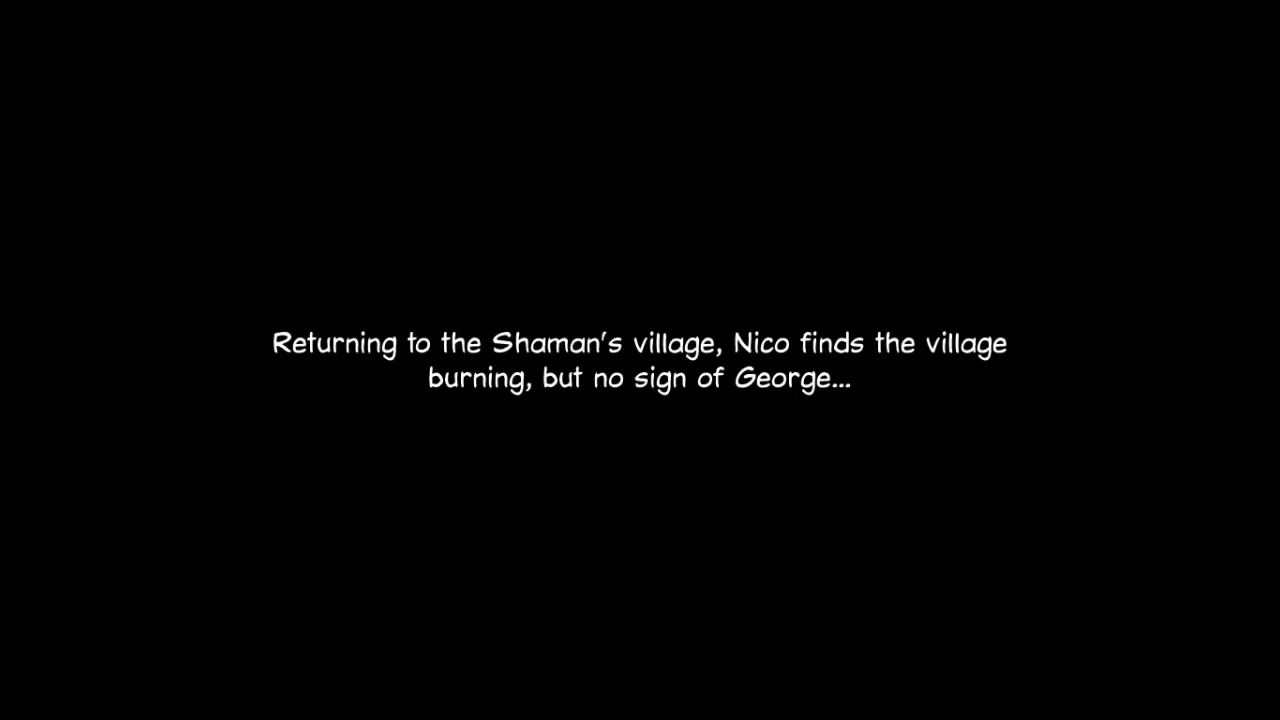 Returning to the Shaman's village, Nico finds the village
burning, but no sign of George...